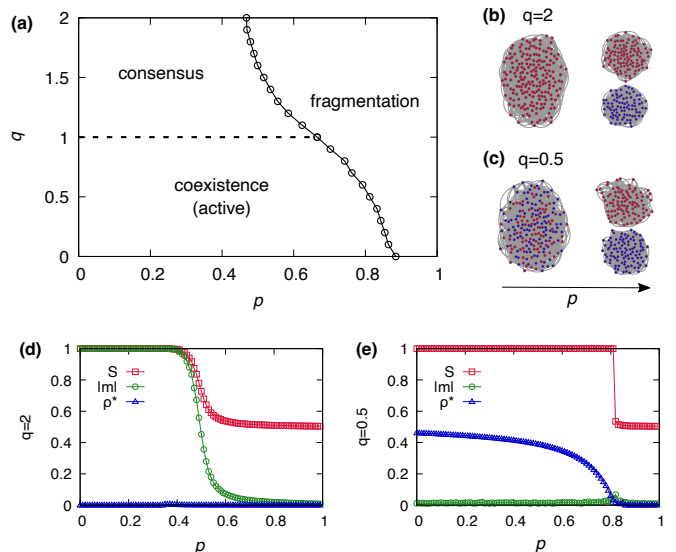 (a)
2
1.5
1
0.5
0
q
consensus
fragmentation
coexistence
(active)
0 0.2 0.4 0.6 0.8 1
p
(b) q=2
(c) q=0.5
p
(d)
1
0.8
0.6
0.4
0.2
0
q=2
S
|m|
ρ*
0 0.2 0.4 0.6 0.8 1
p
(e)
1
0.8
0.6
0.4
0.2
0
q=0.5
S
|m|
ρ*
0 0.2 0.4 0.6 0.8 1
p